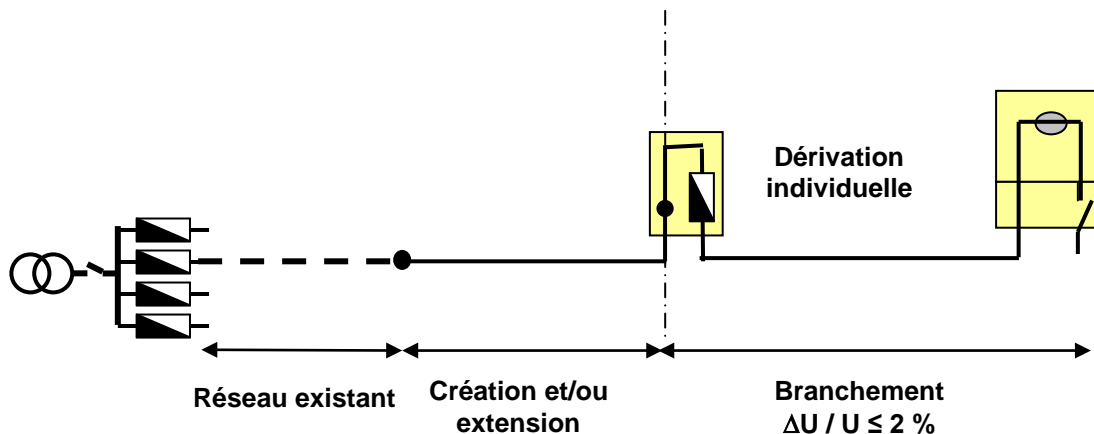 Dérivation
individuelle
Réseau existant
Création et/ou
extension
Branchement
ΔU / U ≤ 2 %